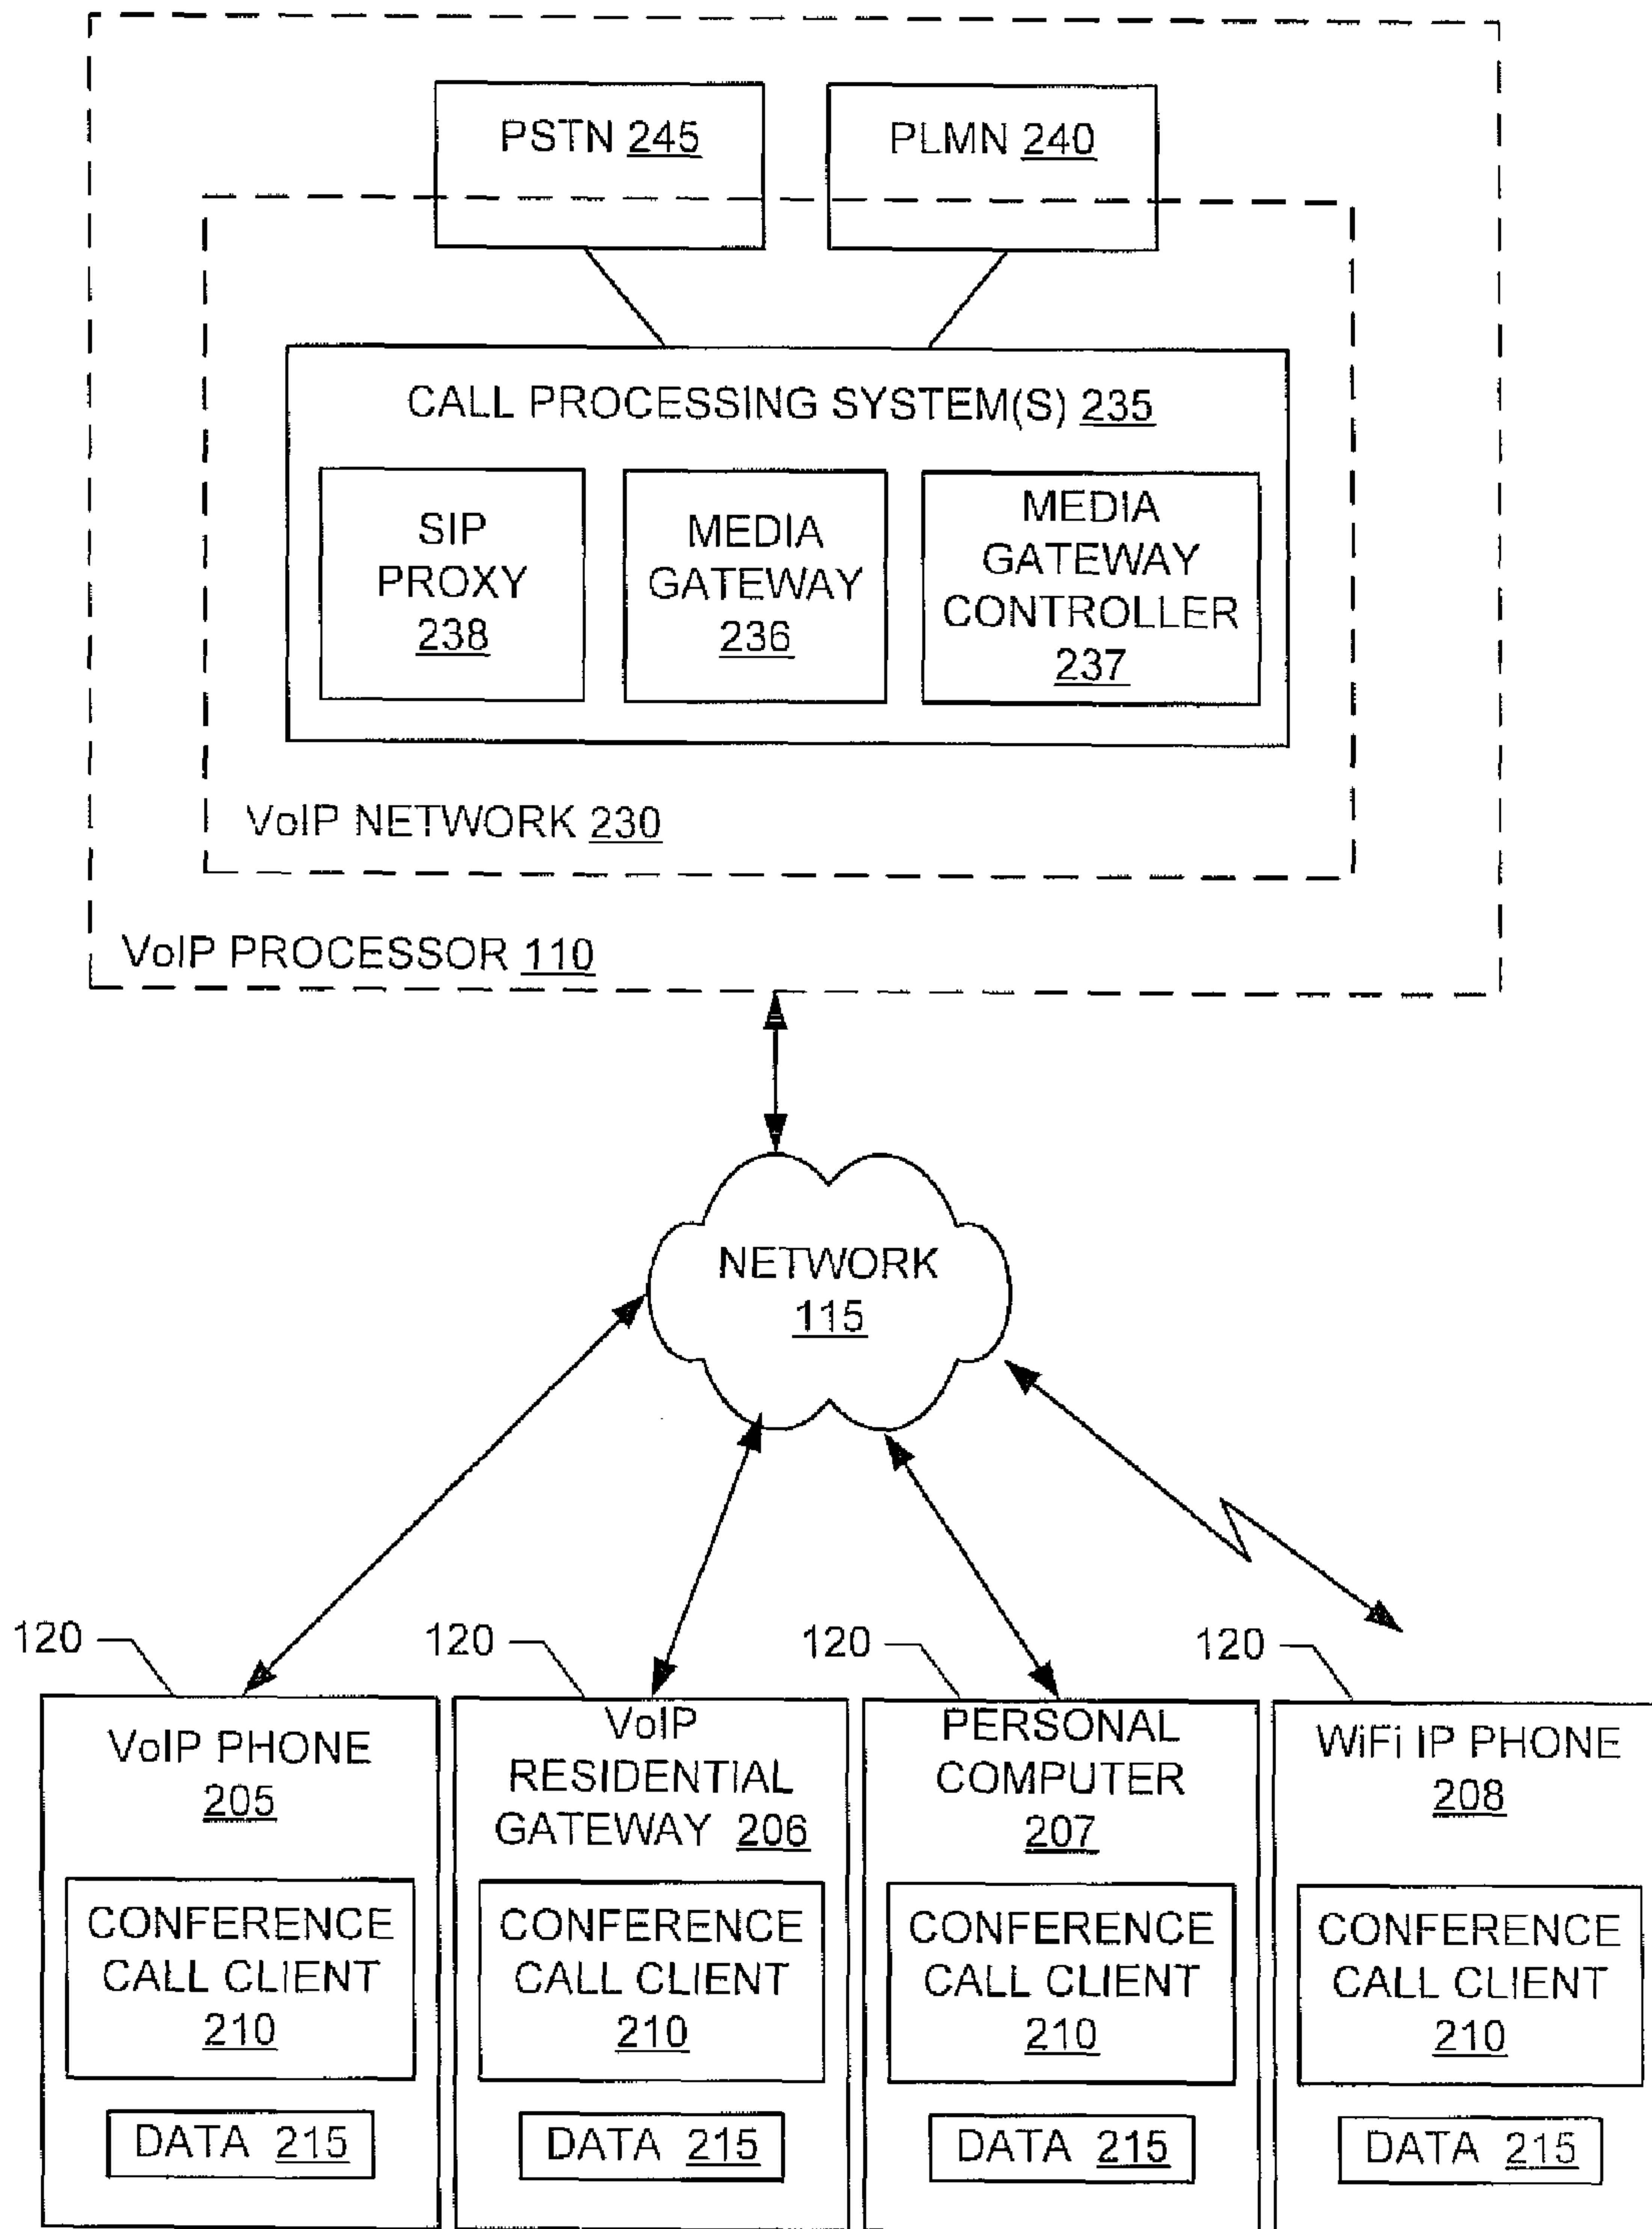 PSTN 245
PLMN 240
CALL PROCESSING SYSTEM(S) 235
SIP
PROXY
238
MEDIA
GATEWAY
236
MEDIA
GATEWAY
CONTROLLER
237
VoIP NETWORK 230
VoIP PROCESSOR 110
NETWORK
115
120
120
120
120
VoIP PHONE
205
CONFERENCE
CALL CLIENT
210
DATA 215
VoIP
RESIDENTIAL
GATEWAY 206
CONFERENCE
CALL CLIENT
210
DATA 215
PERSONAL
COMPUTER
207
CONFERENCE
CALL CLIENT
210
DATA 215
WiFi IP PHONE
208
CONFERENCE
CALL CLIENT
210
DATA 215